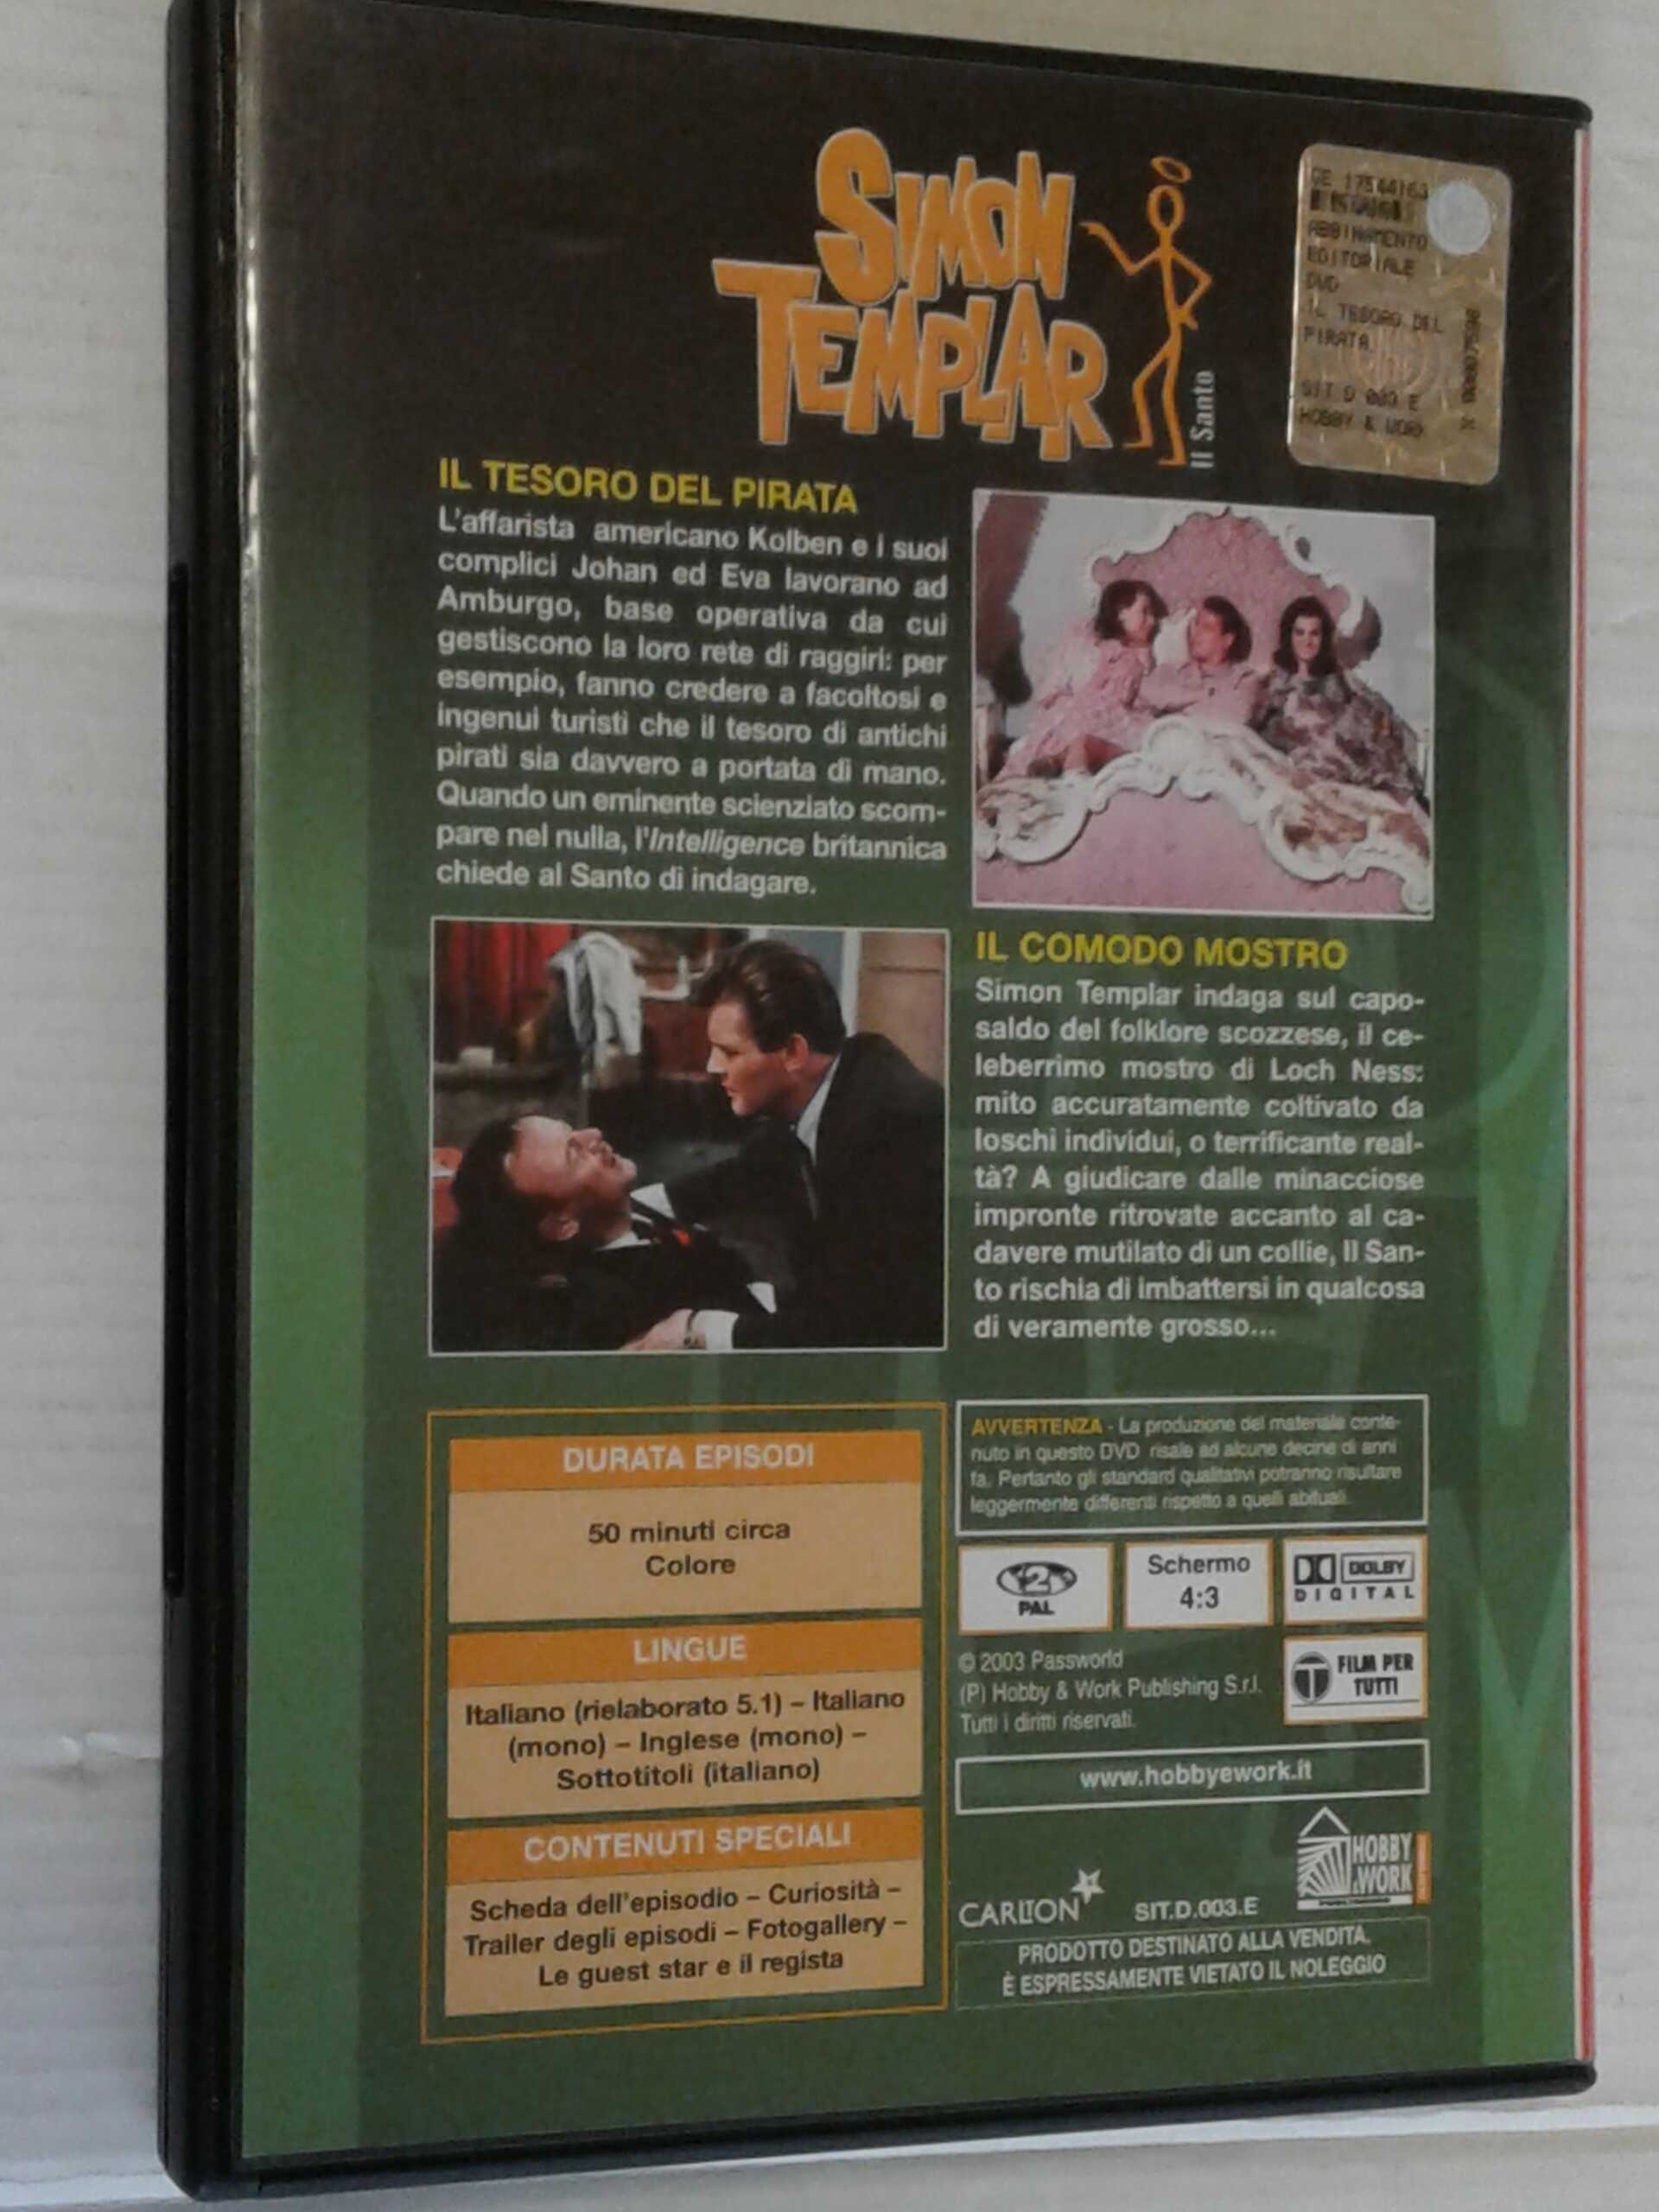 SIMON
TEMPLAR
Il Santo
ABBINAMENTO
EDITORIALE
DVD
IL TESORO DEL
PIRATA
HOBBY & WORK
IL TESORO DEL PIRATA
L'affarista americano Kolben e i suoi
complici Johan ed Eva lavorano ad
Amburgo, base operativa da cui
gestiscono la loro rete di raggiri: per
esempio, fanno credere a facoltosi e
ingenui turisti che il tesoro di antichi
pirati sia davvero a portata di mano.
Quando un eminente scienziato scom-
pare nel nulla, l'Intelligence britannica
chiede al Santo di indagare.
IL COMODO MOSTRO
Simon Templar indaga sul capo-
saldo del folklore scozzese, il ce-
leberrimo mostro di Loch Ness:
mito accuratamente coltivato da
loschi individui, o terrificante real-
tà? A giudicare dalle minacciose
impronte ritrovate accanto al ca-
davere mutilato di un collie, Il San-
to rischia di imbattersi in qualcosa
di veramente grosso...
DURATA EPISODI
50 minuti circa
Colore
LINGUE
Italiano (rielaborato 5.1) – Italiano
(mono) – Inglese (mono) –
Sottotitoli (italiano)
CONTENUTI SPECIALI
Scheda dell'episodio – Curiosità –
Trailer degli episodi – Fotogallery –
Le guest star e il regista
AVVERTENZA - La produzione del materiale conte-
nuto in questo DVD risale ad alcune decine di anni
fa. Pertanto gli standard qualitativi potranno risultare
leggermente differenti rispetto a quelli abituali.
2
PAL
Schermo
4:3
DOLBY
DIGITAL
© 2003 Passworld
(P) Hobby & Work Publishing S.r.l.
Tutti i diritti riservati.
T FILM PER
TUTTI
www.hobbyework.it
CARLTON
SIT.D.003.E
HOBBY
&WORK
PRODOTTO DESTINATO ALLA VENDITA.
È ESPRESSAMENTE VIETATO IL NOLEGGIO